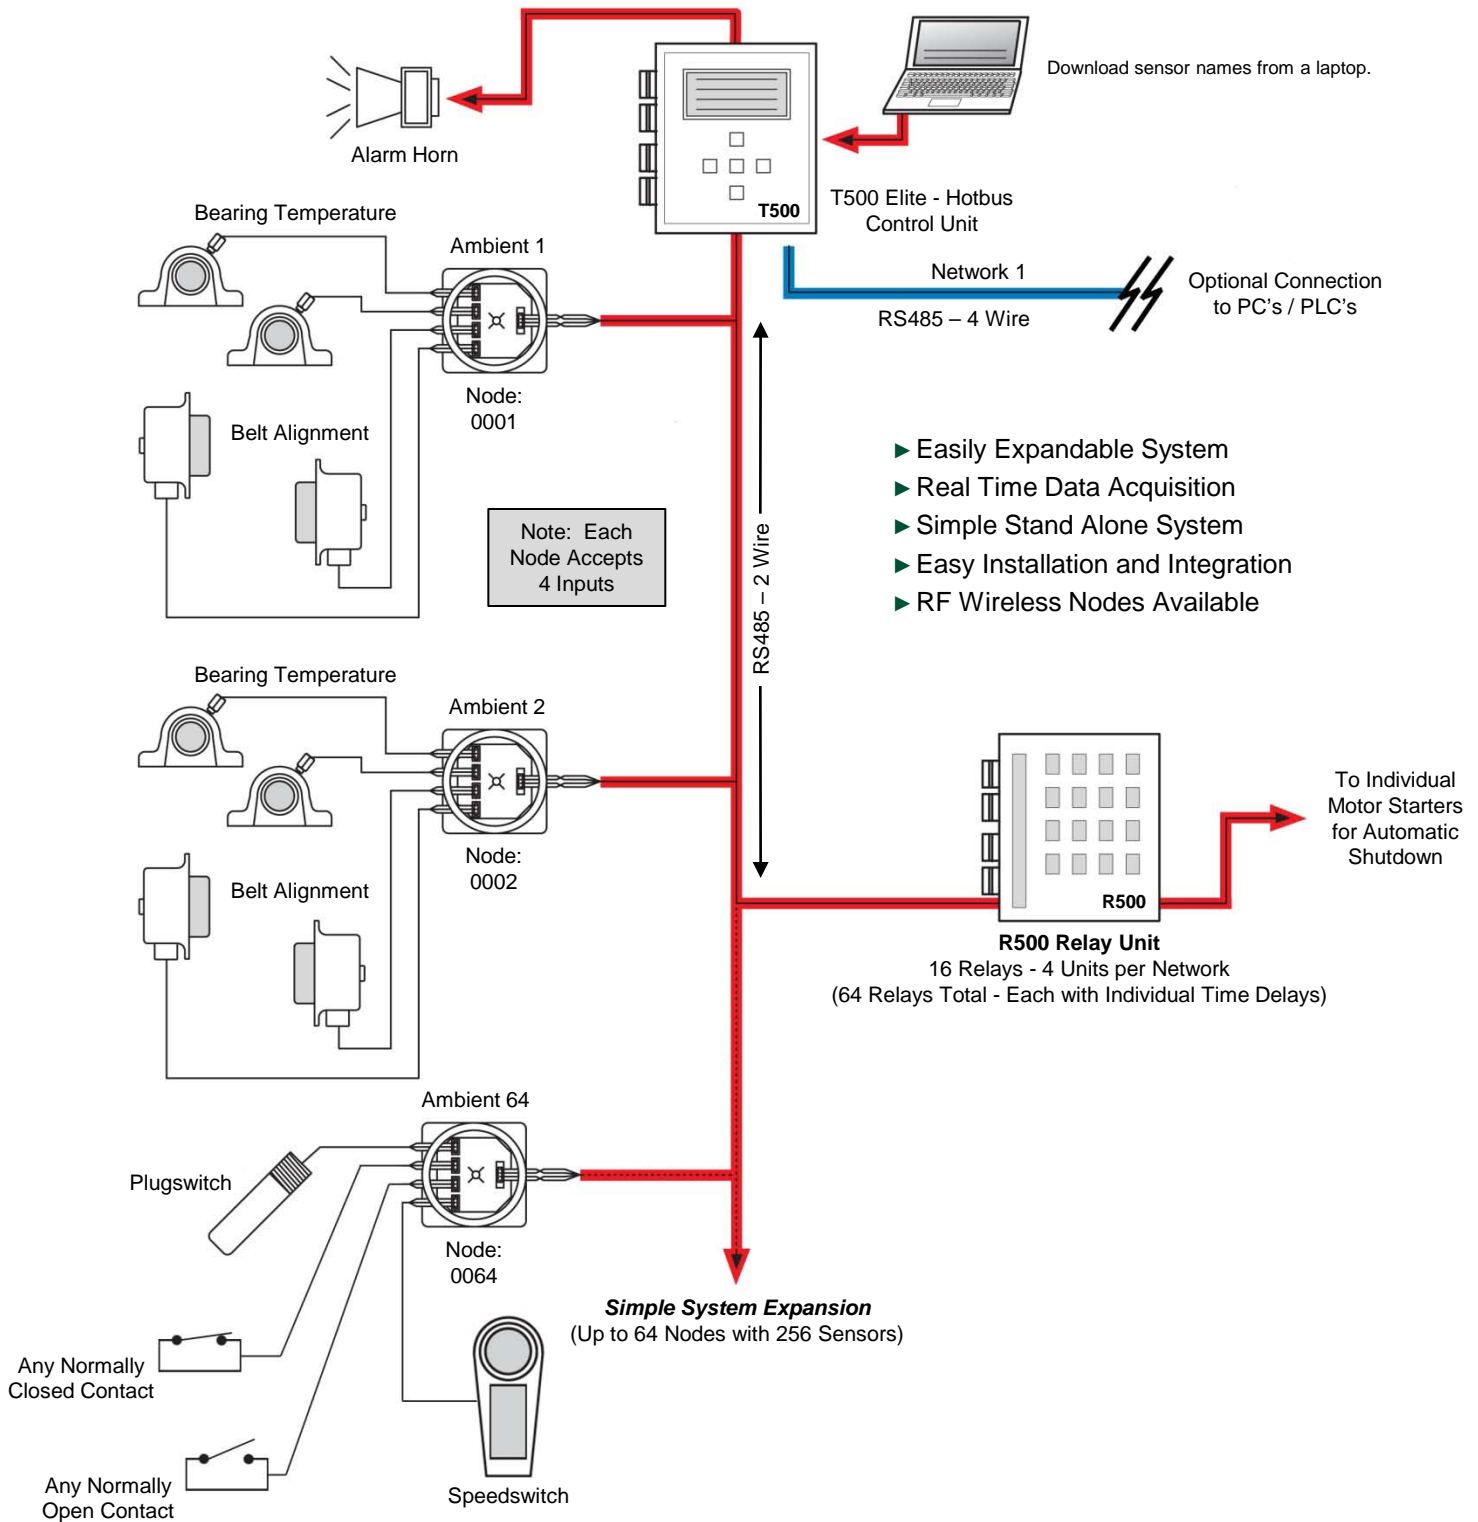 Download sensor names from a laptop.
Alarm Horn
T500
T500 Elite - Hotbus
Control Unit
Bearing Temperature
Ambient 1
Network 1
RS485 – 4 Wire
Optional Connection
to PC's / PLC's
Node:
0001
Belt Alignment
Note: Each
Node Accepts
4 Inputs
RS485 – 2 Wire
►Easily Expandable System
►Real Time Data Acquisition
►Simple Stand Alone System
►Easy Installation and Integration
►RF Wireless Nodes Available
Bearing Temperature
Ambient 2
Node:
0002
Belt Alignment
To Individual
Motor Starters
for Automatic
Shutdown
R500
R500 Relay Unit
16 Relays - 4 Units per Network
(64 Relays Total - Each with Individual Time Delays)
Ambient 64
Plugswitch
Node:
0064
Simple System Expansion
(Up to 64 Nodes with 256 Sensors)
Any Normally
Closed Contact
Any Normally
Open Contact
Speedswitch